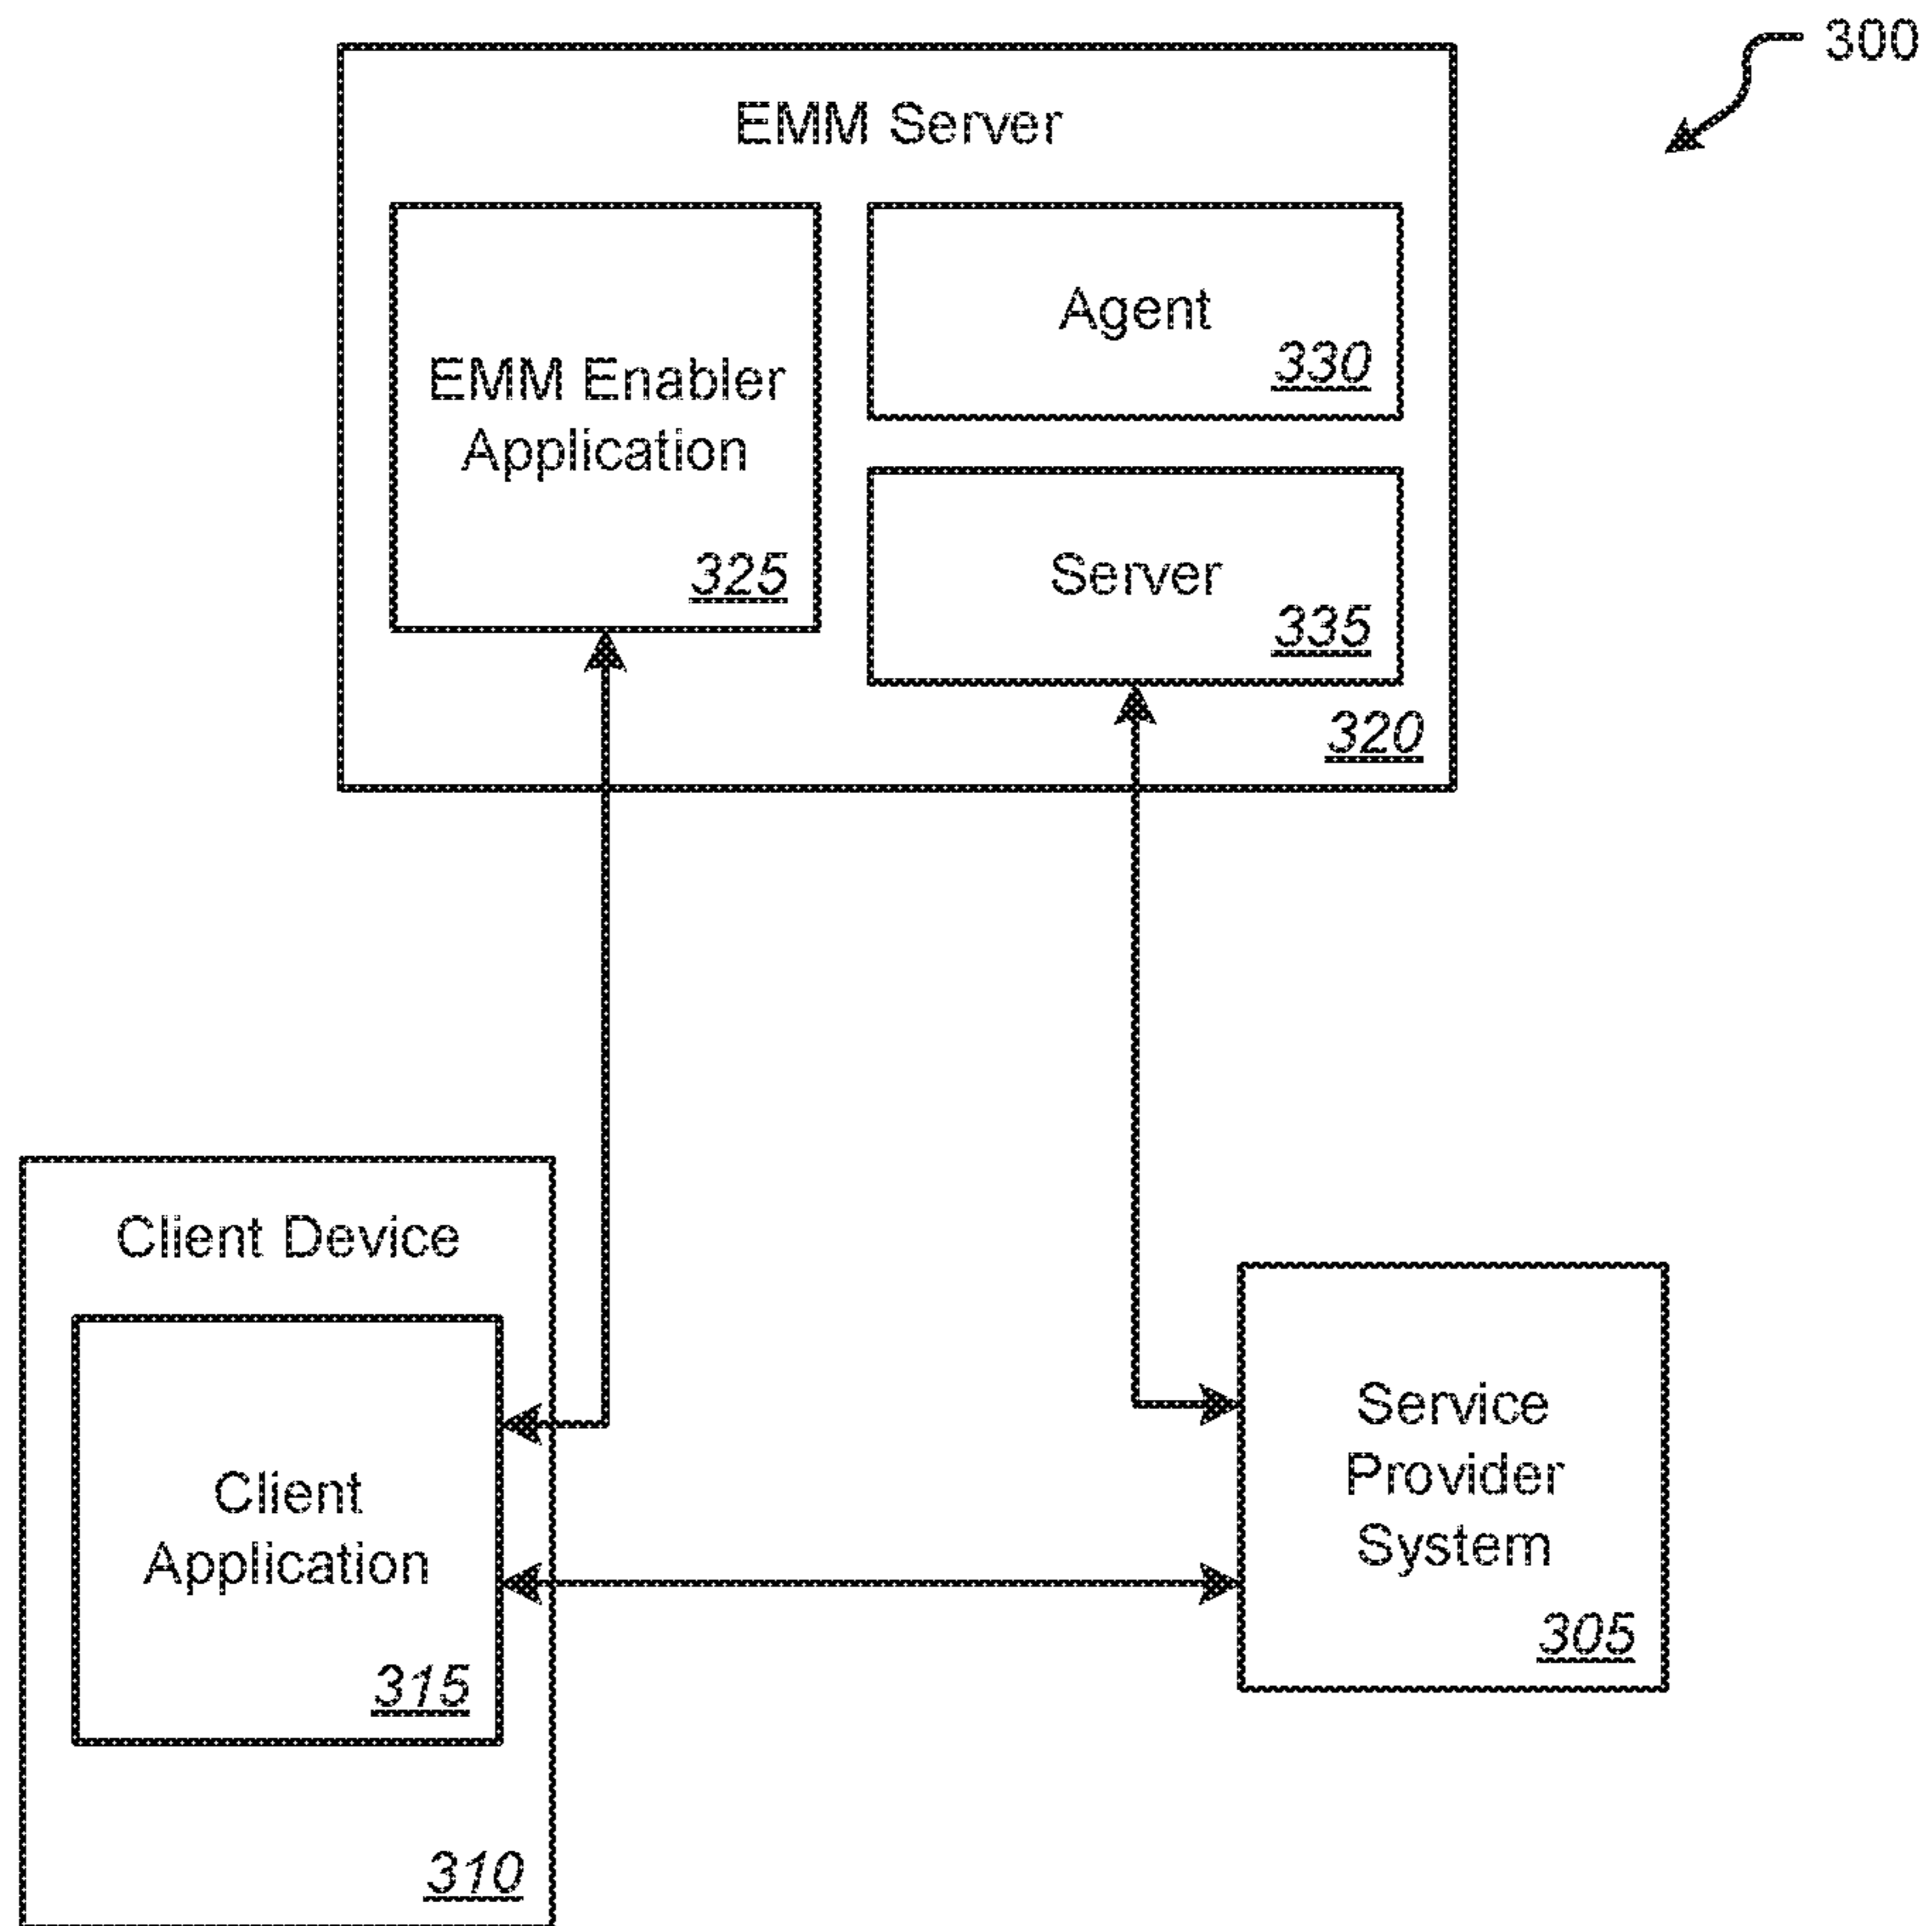 300
EMM Server
EMM Enabler
Application
325
Agent
330
Server
335
320
Client Device
Client
Application
315
310
Service
Provider
System
305